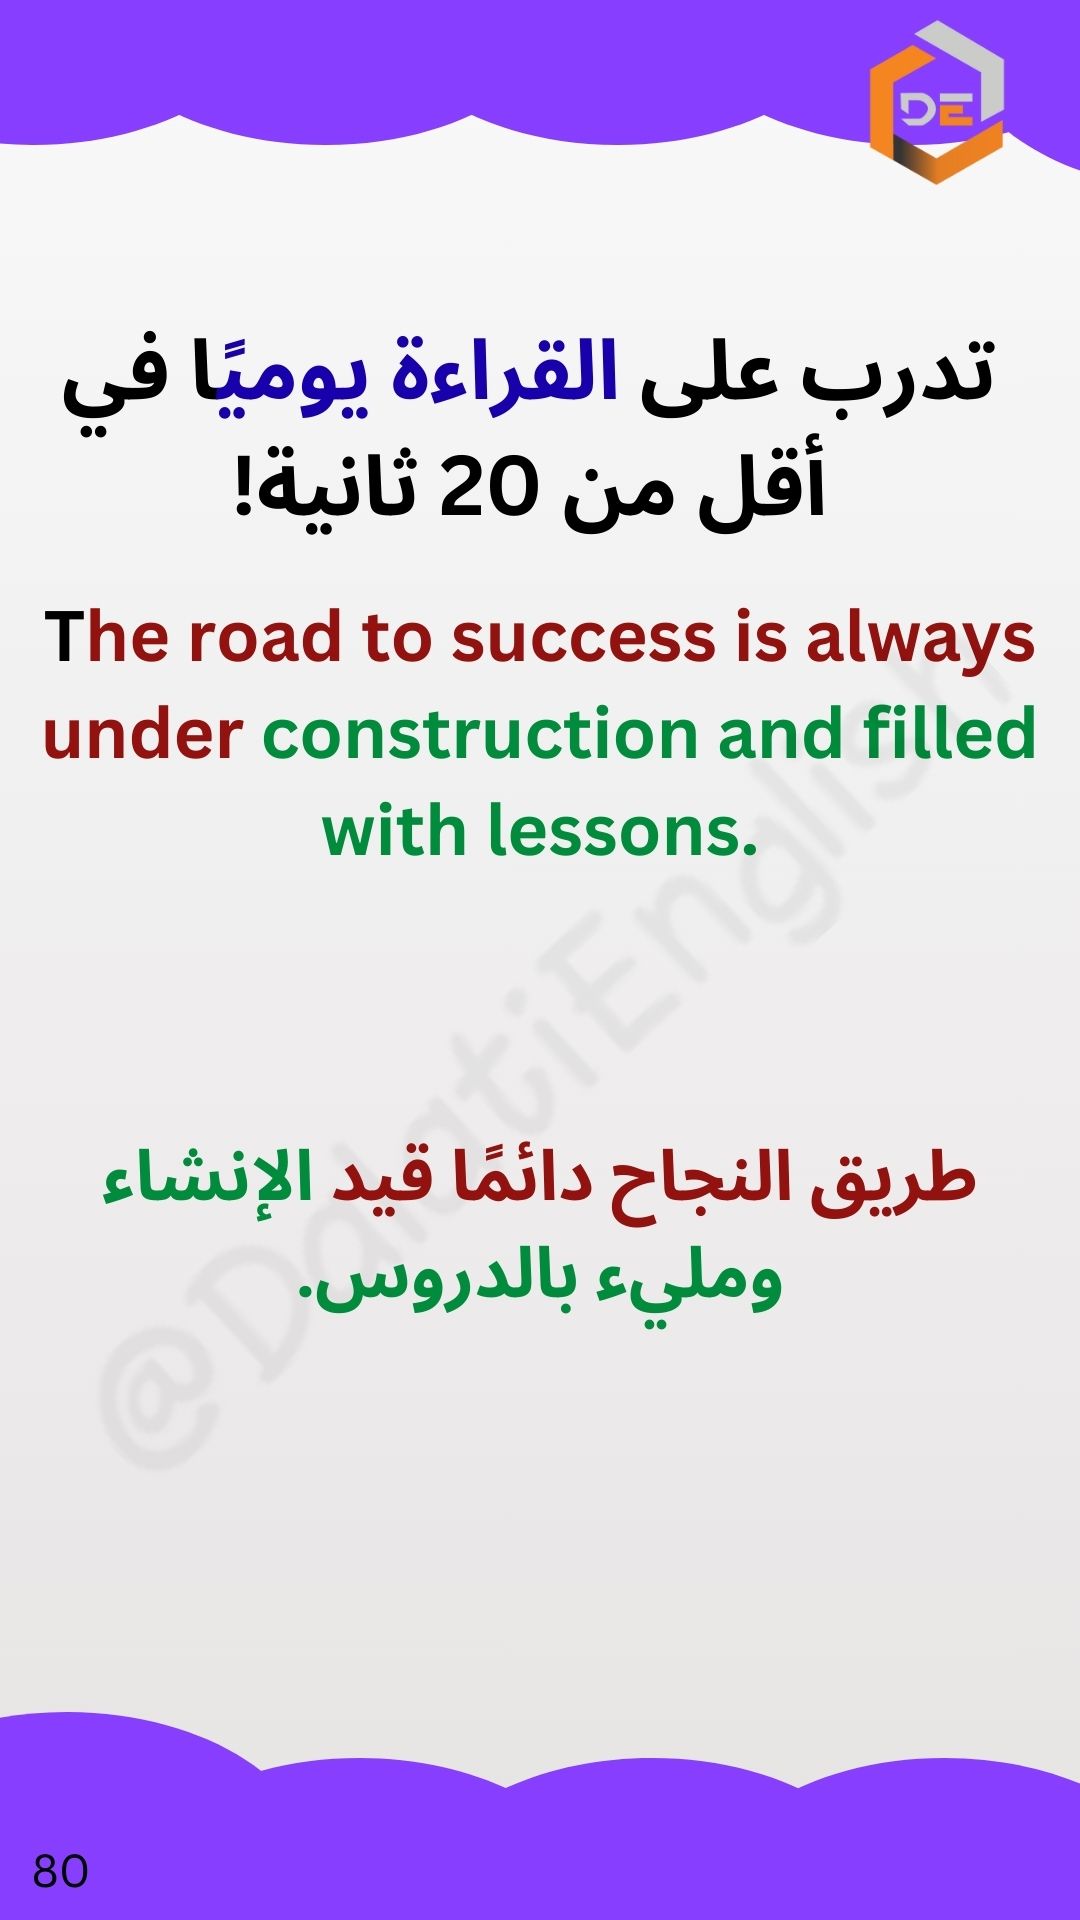 DE
تدرب على القراءة يوميًا في
أقل من 20 ثانية!
The road to success is always
under construction and filled
with lessons.
@DalatiEnglish
طريق النجاح دائمًا قيد الإنشاء
ومليء بالدروس.
80